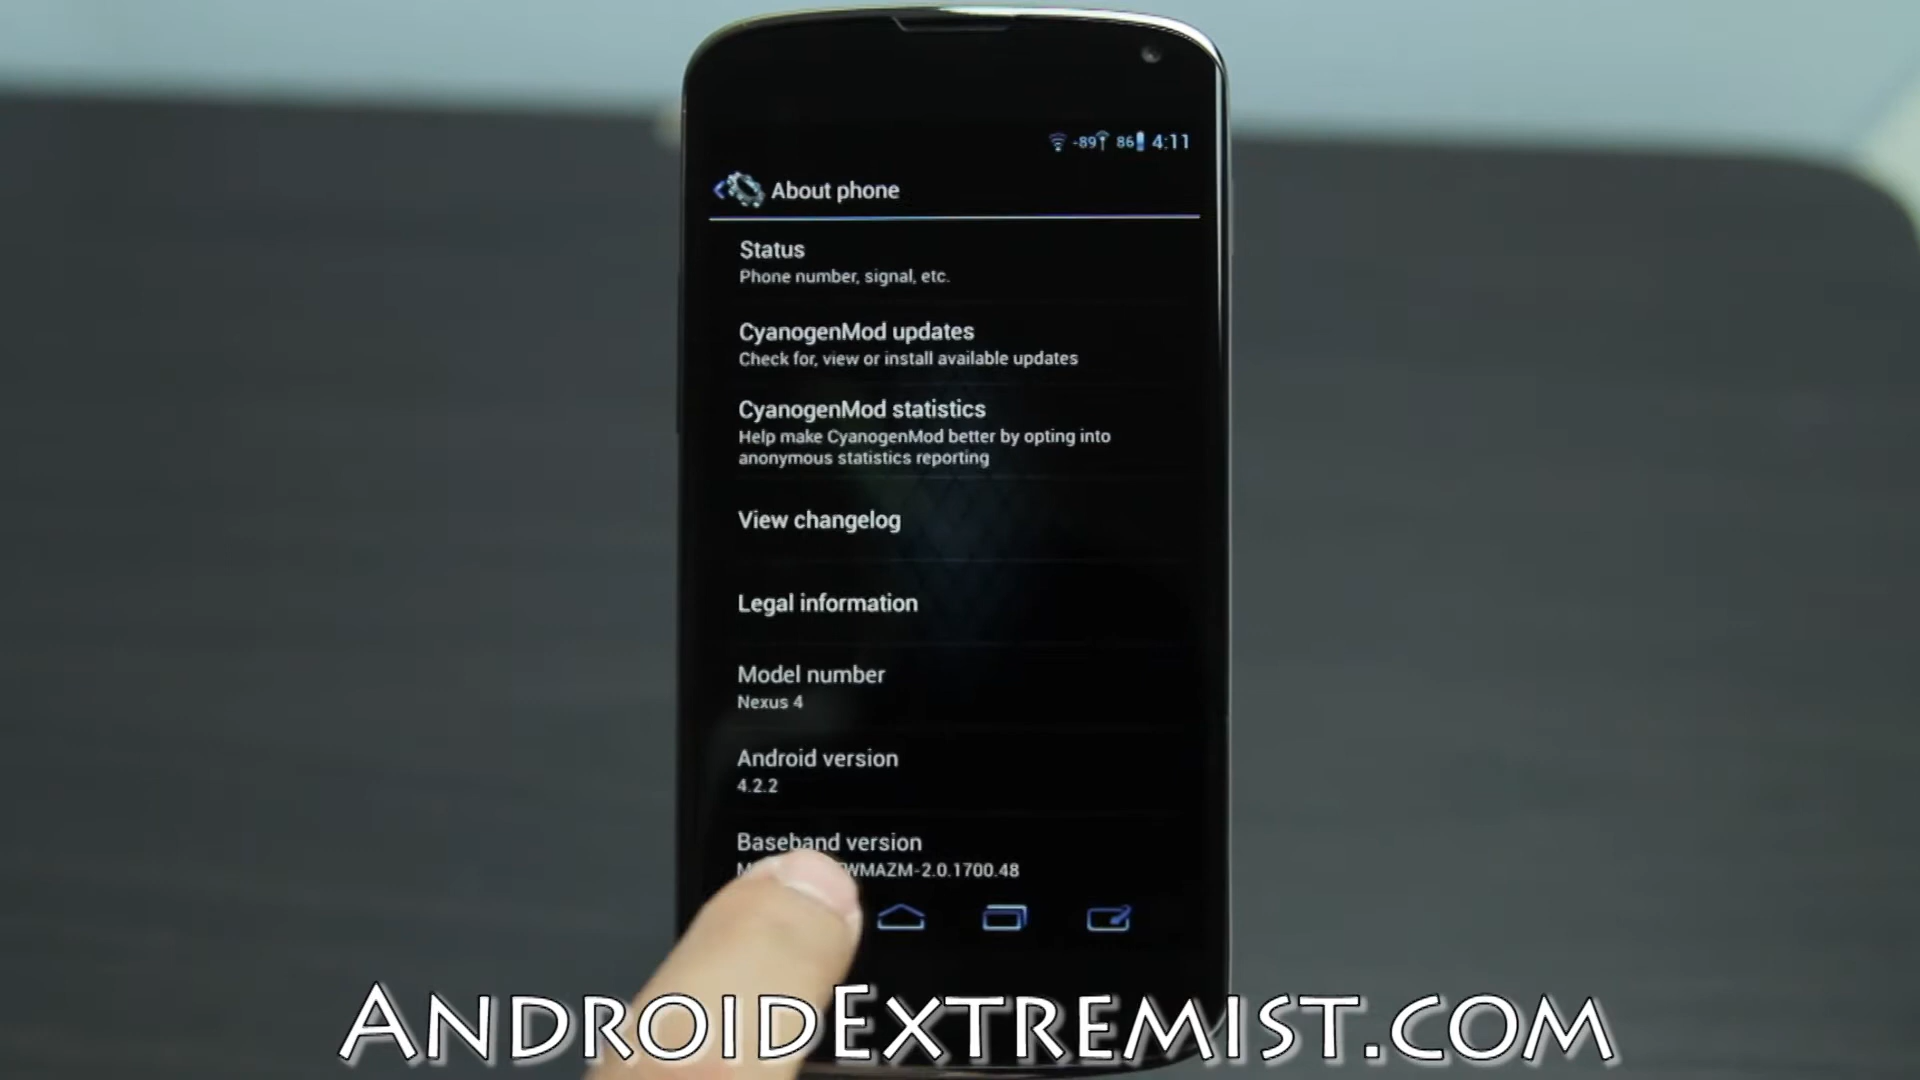 -89 86 4:11
About phone
Status
Phone number, signal, etc.
CyanogenMod updates
Check for, view or install available updates
CyanogenMod statistics
Help make CyanogenMod better by opting into
anonymous statistics reporting
View changelog
Legal information
Model number
Nexus 4
Android version
4.2.2
Baseband version
WMAZM-2.0.1700.48
AndroidExtremist.com